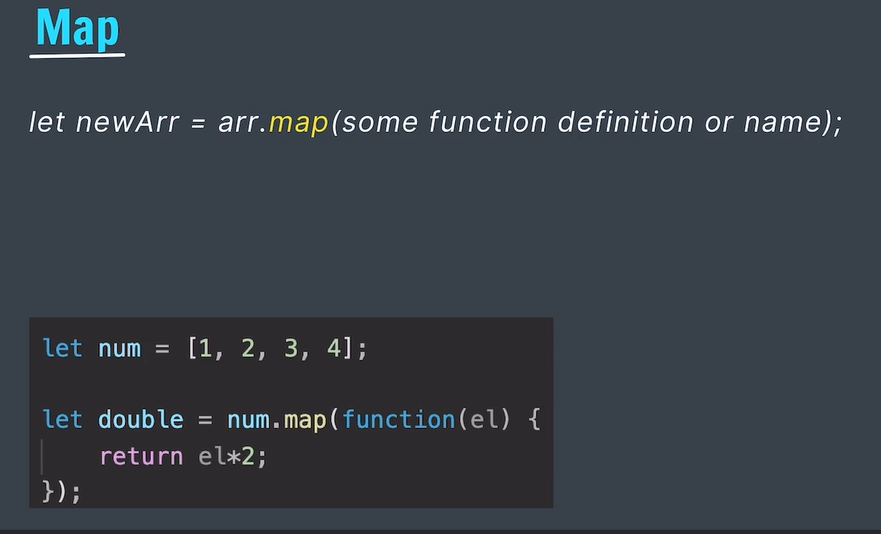 Map
let newArr = arr.map(some function definition or name);
let num = [1, 2, 3, 4];
let double = num.map(function(el) {
    return el*2;
});